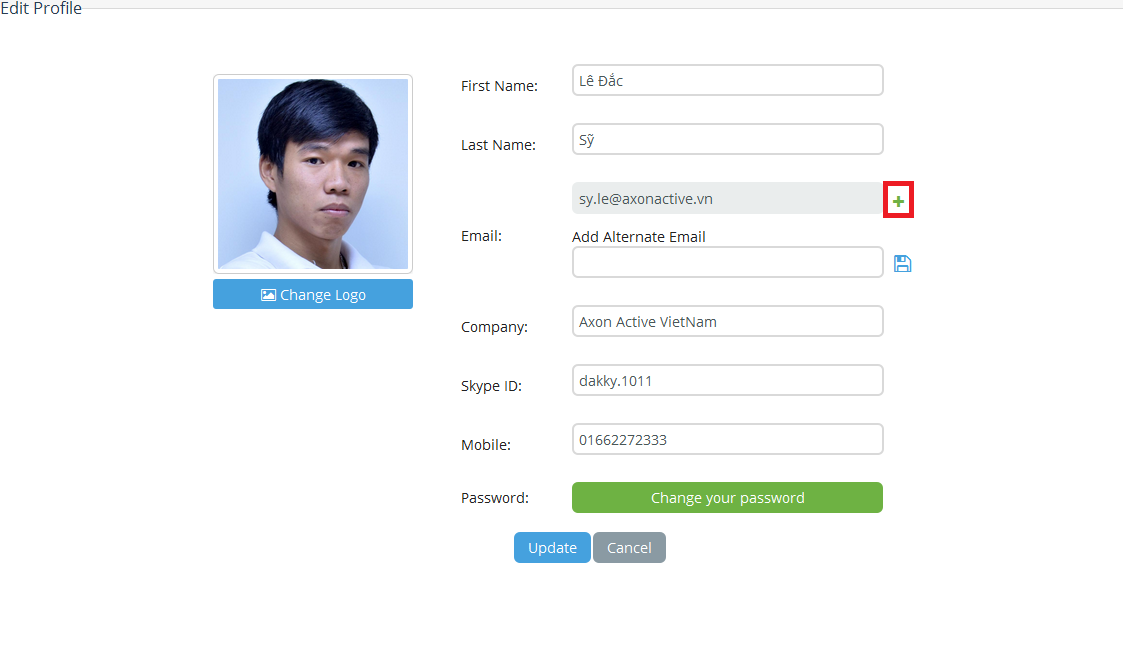 Edit Profile
First Name:
Lê Đắc
Last Name:
Sỹ
sy.le@axonactive.vn
Email:
Add Alternate Email
Change Logo
Company:
Axon Active VietNam
Skype ID:
dakky.1011
Mobile:
01662272333
Password:
Change your password
Update
Cancel